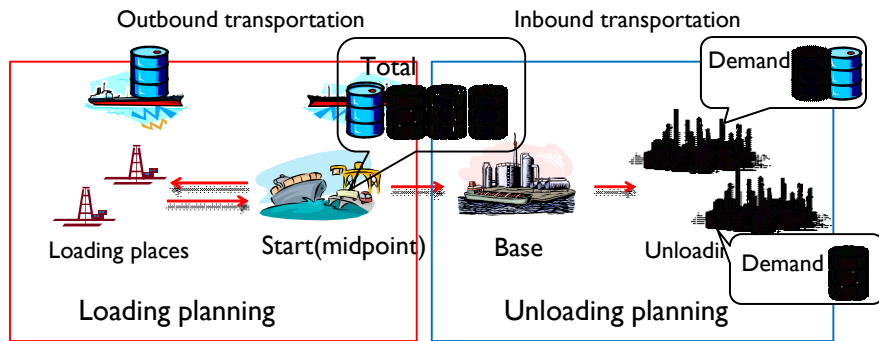 Outbound transportation
Inbound transportation
Total
Demand
Loading places
Start(midpoint)
Base
Demand
Loading planning
Unloading planning